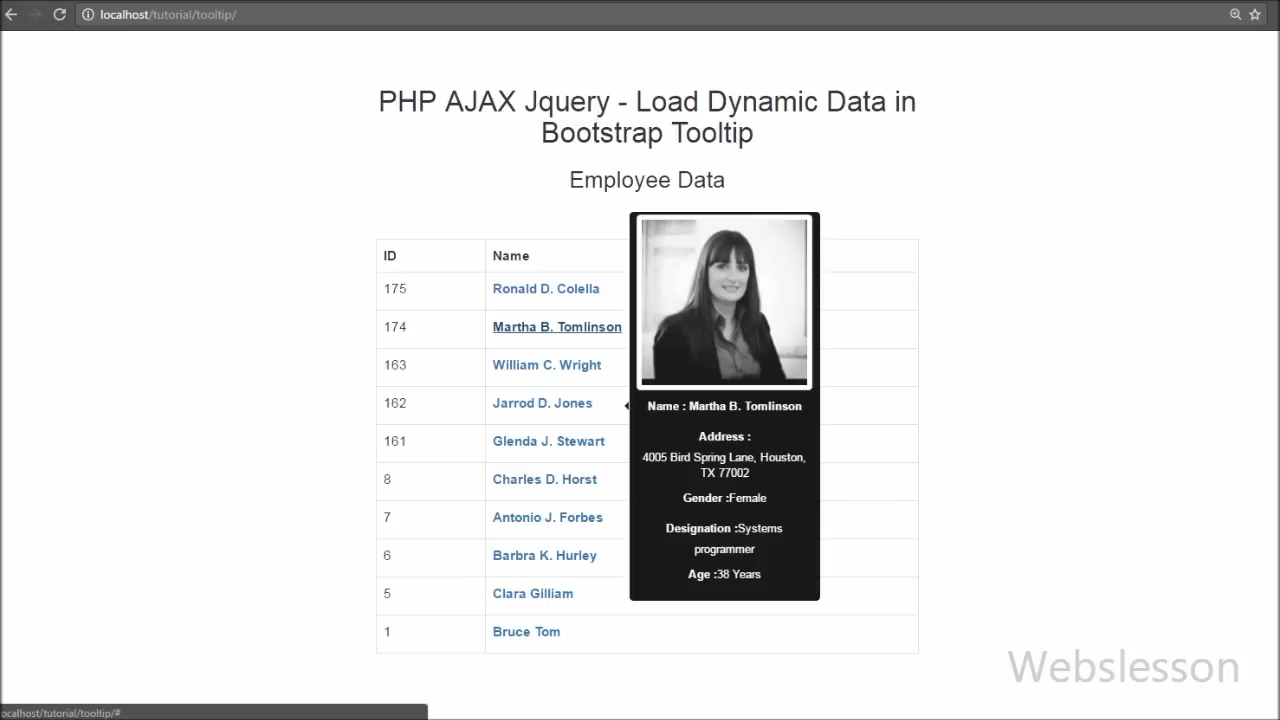 localhost/tutorial/tooltip/
PHP AJAX Jquery - Load Dynamic Data in
Bootstrap Tooltip
Employee Data
ID Name
175 Ronald D. Colella
174 Martha B. Tomlinson
163 William C. Wright
162 Jarrod D. Jones
161 Glenda J. Stewart
8 Charles D. Horst
7 Antonio J. Forbes
6 Barbra K. Hurley
5 Clara Gilliam
1 Bruce Tom
Name : Martha B. Tomlinson
Address :
4005 Bird Spring Lane, Houston,
TX 77002
Gender :Female
Designation :Systems
programmer
Age :38 Years
Webslesson
ocalhost/tutorial/tooltip/#